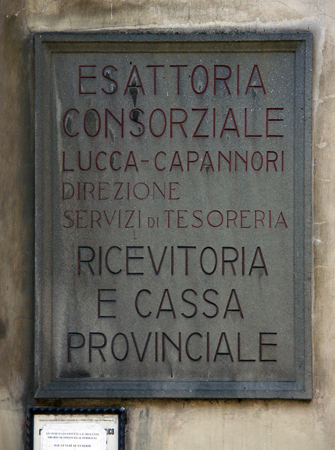 ESATTORIA
CONSORZIALE
LUCCA-CAPANNORI
DIREZIONE
SERVIZI DI TESORERIA
RICEVITORIA
E CASSA
PROVINCIALE